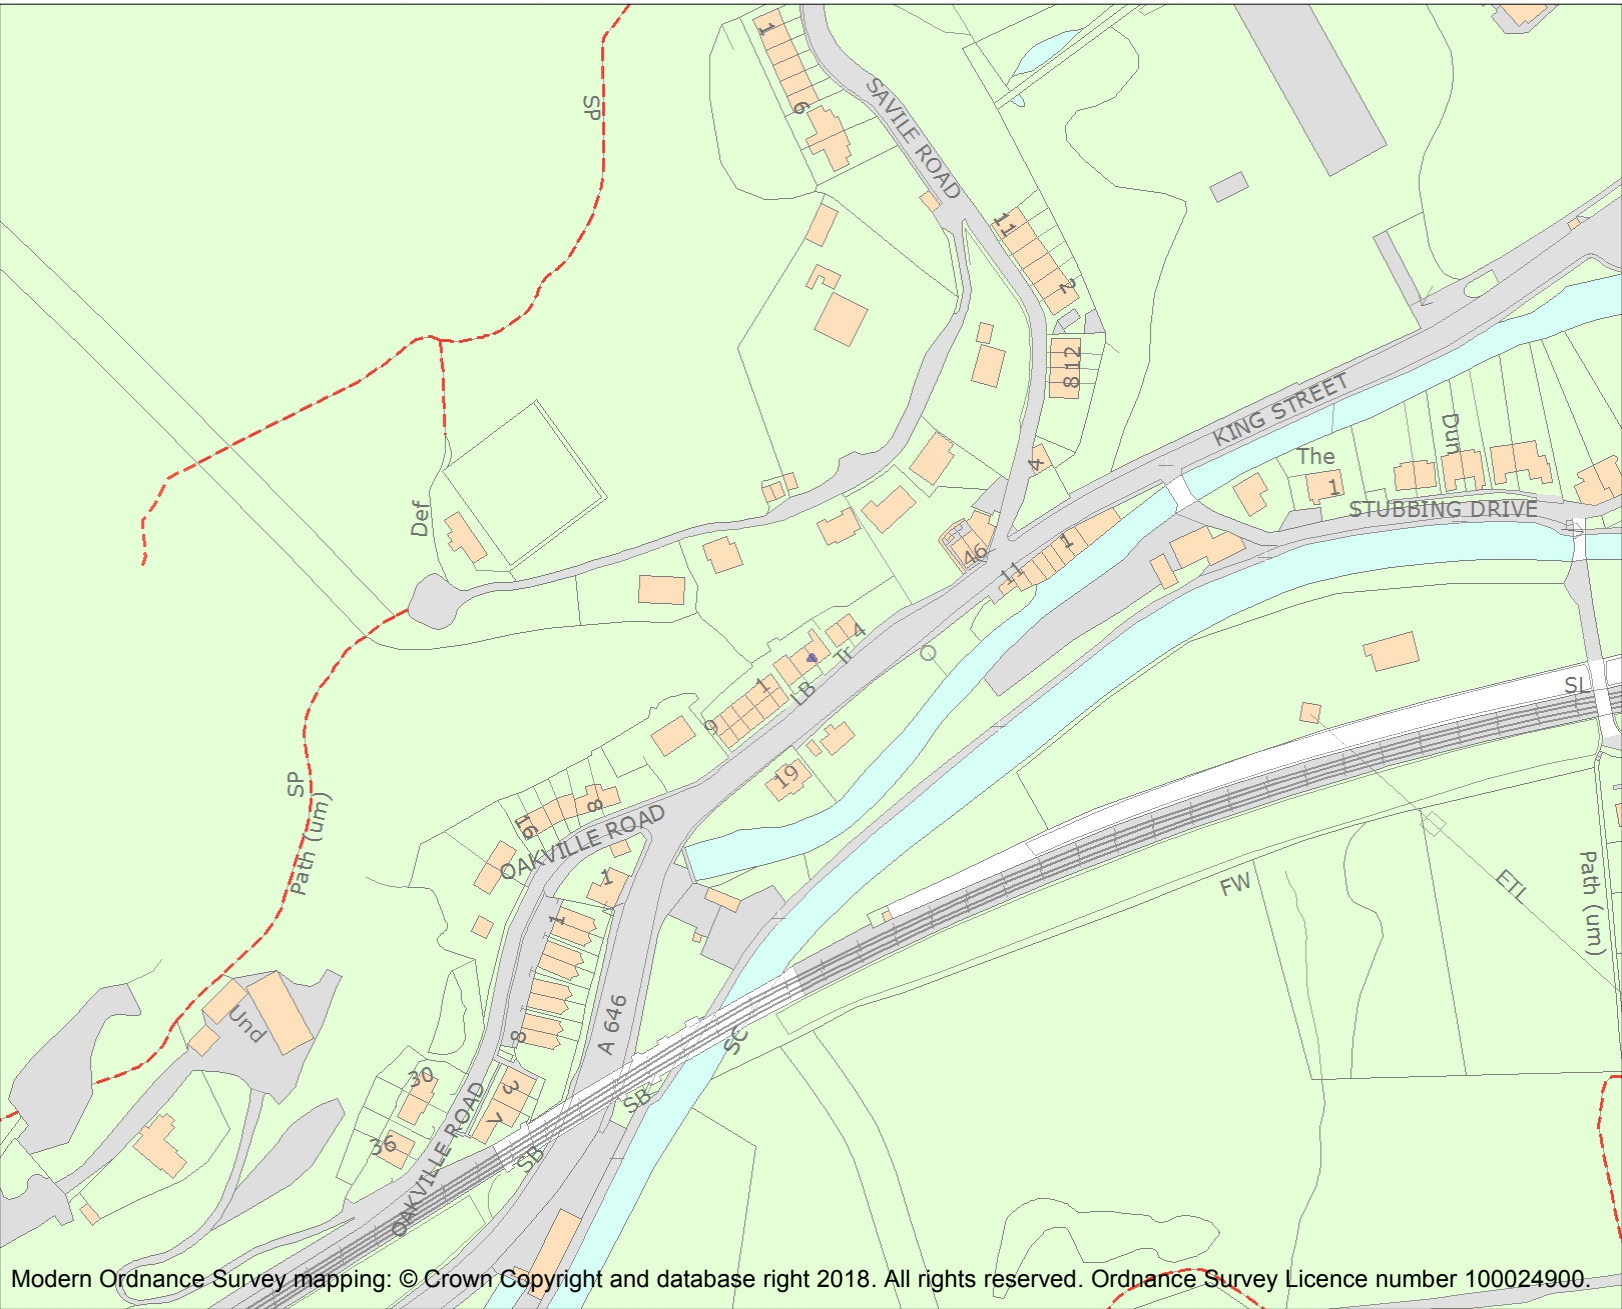 1
SP
6
SAVILE ROAD
11
2
12
8
KING STREET
Dun
The
4
1
STUBBING DRIVE
Def
46
1
11
4
Tr
1
LB
9
SL
19
SP
Path (um)
8
16
OAKVILLE ROAD
1
FW
ETL
Path (um)
1
Und
A 646
8
SC
30
3
7
SB
36
SB
OAKVILLE ROAD
Modern Ordnance Survey mapping: © Crown Copyright and database right 2018. All rights reserved. Ordnance Survey Licence number 100024900.